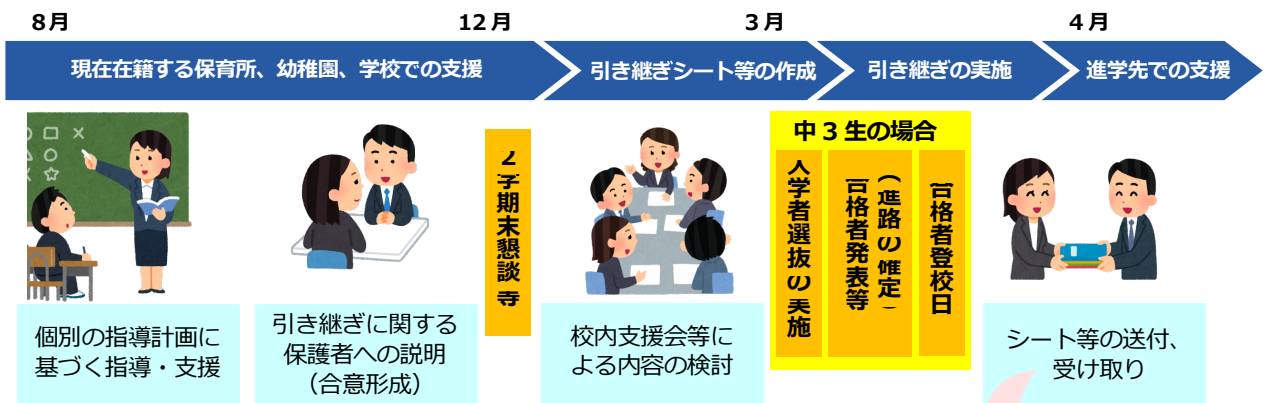 8月
12月
3月
4月
現在在籍する保育所、幼稚園、学校での支援
引き継ぎシート等の作成
引き継ぎの実施
進学先での支援
2学期末懇談等
中3生の場合
入学者選抜の実施
合格者発表等
(進路の確定)
合格者登校日
個別の指導計画に
基づく指導・支援
引き継ぎに関する
保護者への説明
(合意形成)
校内支援会等に
よる内容の検討
シート等の送付、
受け取り